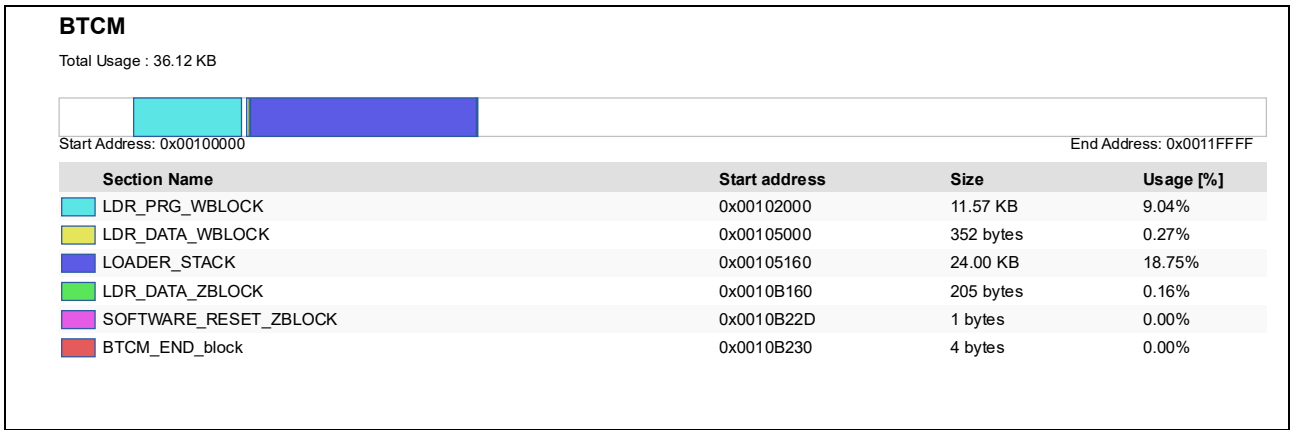 BTCM
Total Usage : 36.12 KB
Start Address: 0x00100000 End Address: 0x0011FFFF
Section Name Start address Size Usage [%]
LDR_PRG_WBLOCK 0x00102000 11.57 KB 9.04%
LDR_DATA_WBLOCK 0x00105000 352 bytes 0.27%
LOADER_STACK 0x00105160 24.00 KB 18.75%
LDR_DATA_ZBLOCK 0x0010B160 205 bytes 0.16%
SOFTWARE_RESET_ZBLOCK 0x0010B22D 1 bytes 0.00%
BTCM_END_block 0x0010B230 4 bytes 0.00%